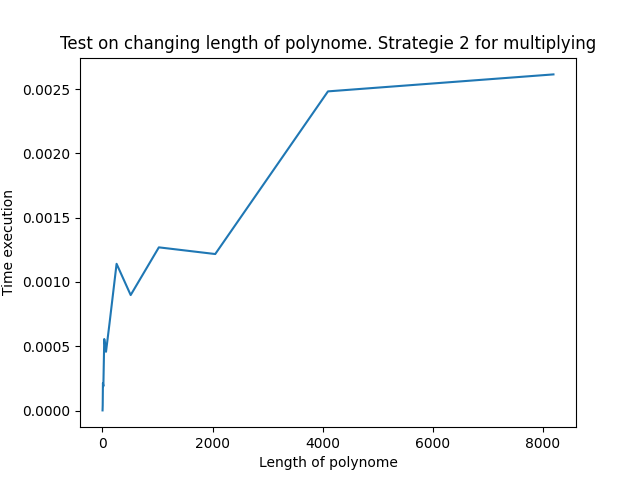 Test on changing length of polynome. Strategie 2 for multiplying
0.0025
0.0020
0.0015
0.0010
0.0005
0.0000
Time execution
0 2000 4000 6000 8000
Length of polynome